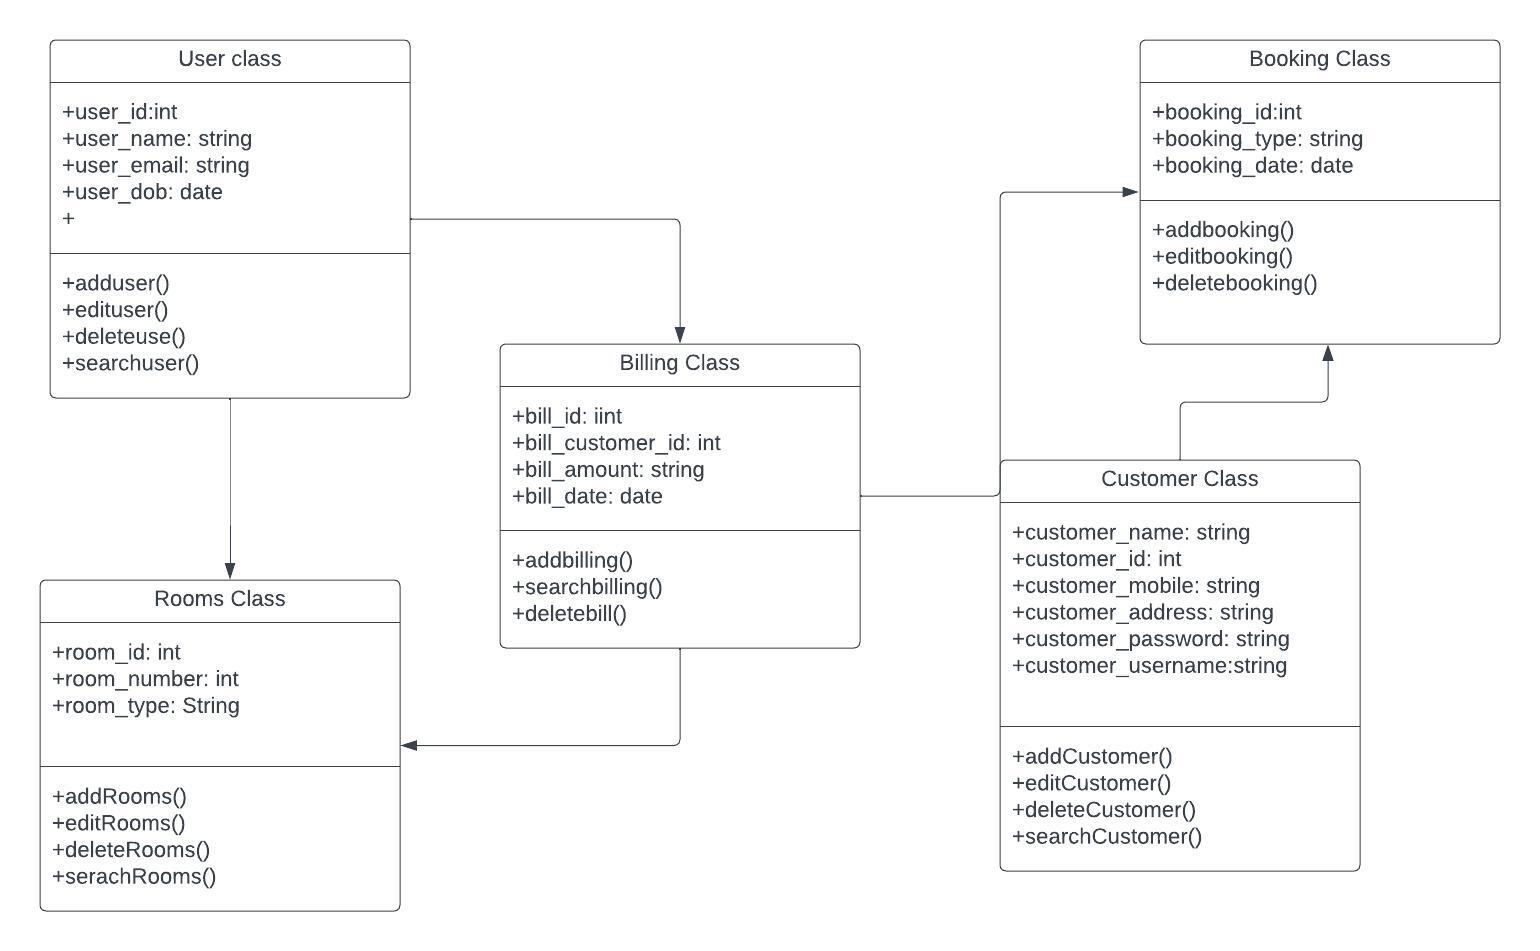 User class
+user_id:int
+user_name: string
+user_email: string
+user_dob: date
+
+adduser()
+edituser()
+deleteuse()
+searchuser()
Booking Class
+booking_id:int
+booking_type: string
+booking_date: date
+addbooking()
+editbooking()
+deletebooking()
Billing Class
+bill_id: iint
+bill_customer_id: int
+bill_amount: string
+bill_date: date
+addbilling()
+searchbilling()
+deletebill()
Customer Class
+customer_name: string
+customer_id: int
+customer_mobile: string
+customer_address: string
+customer_password: string
+customer_username:string
+addCustomer()
+editCustomer()
+deleteCustomer()
+searchCustomer()
Rooms Class
+room_id: int
+room_number: int
+room_type: String
+addRooms()
+editRooms()
+deleteRooms()
+serachRooms()